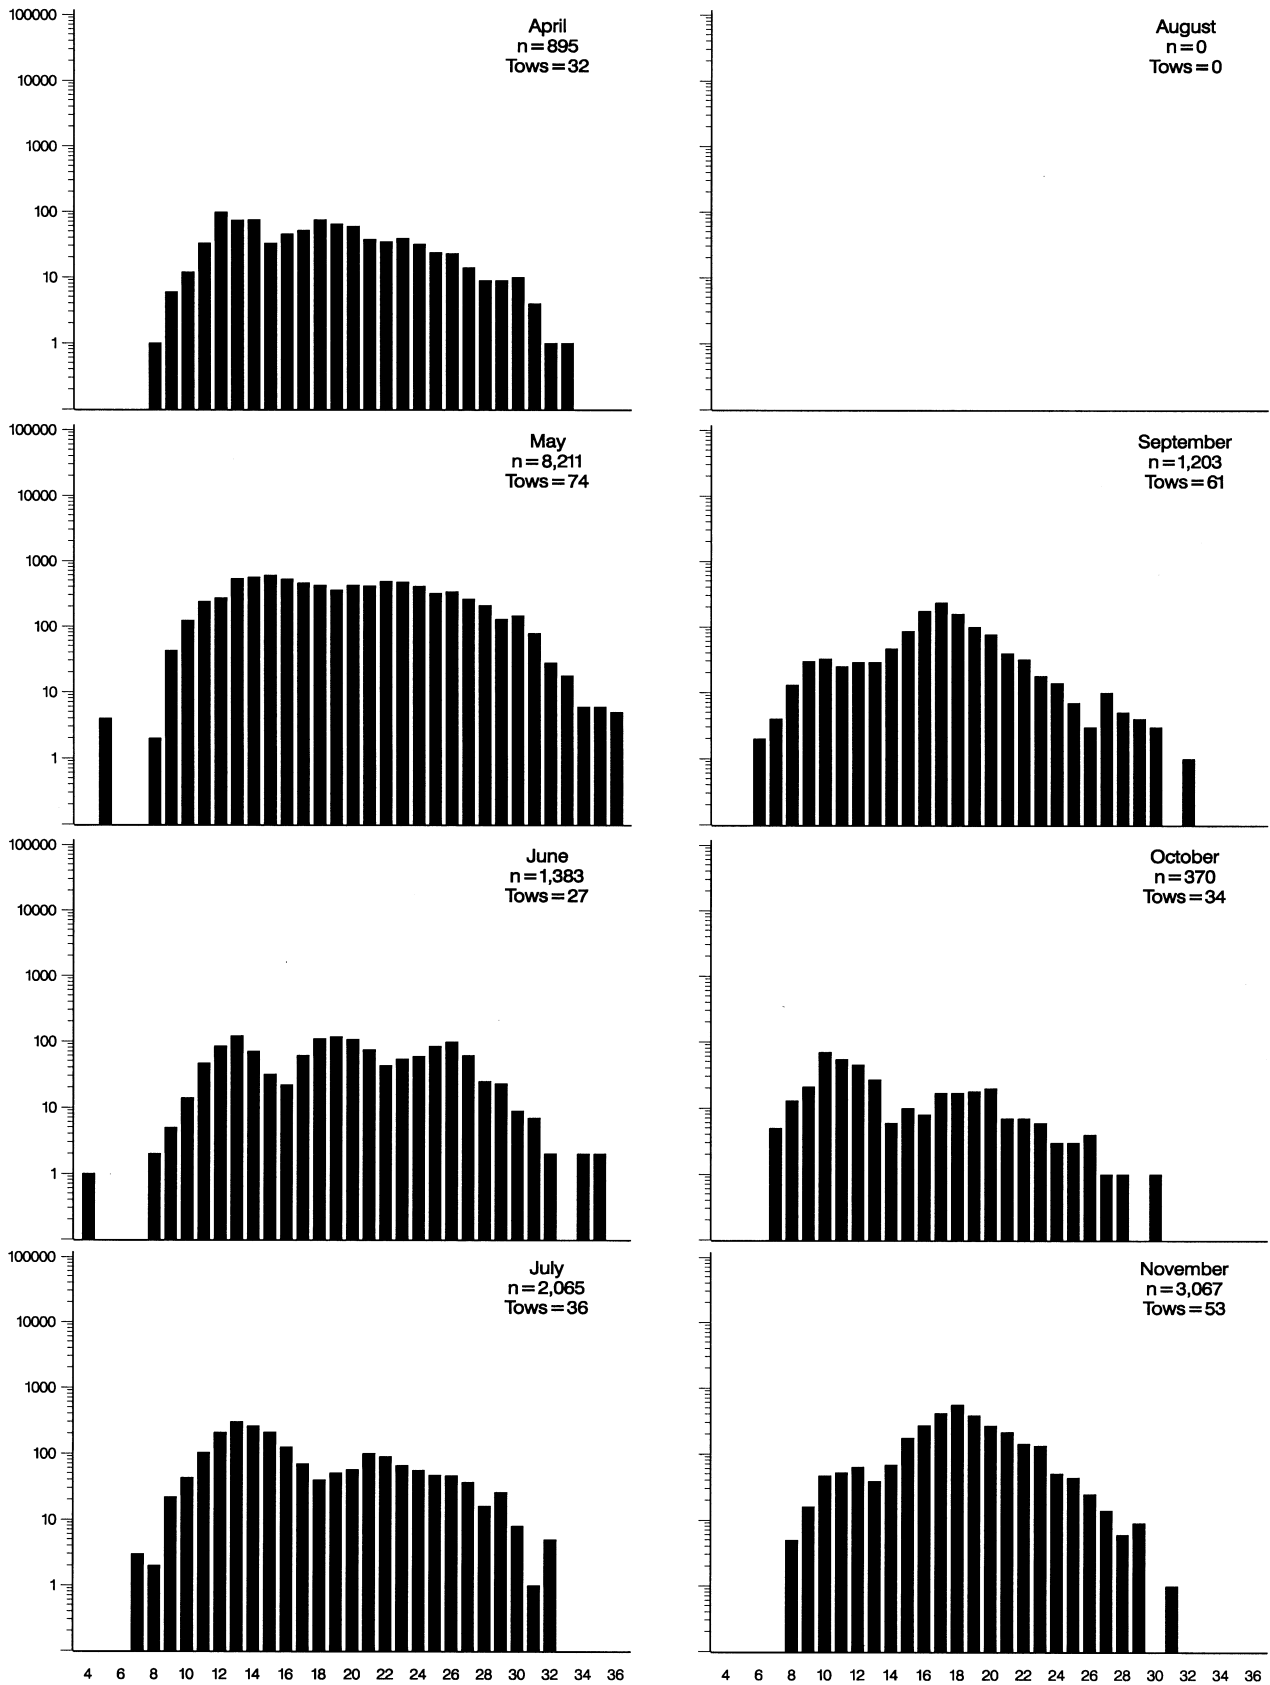 100000
10000
1000
100
10
1
April
n=895
Tows=32
August
n=0
Tows=0
100000
10000
1000
100
10
1
May
n=8,211
Tows=74
September
n=1,203
Tows=61
100000
10000
1000
100
10
1
June
n=1,383
Tows=27
October
n=370
Tows=34
100000
10000
1000
100
10
1
July
n=2,065
Tows=36
November
n=3,067
Tows=53
4 6 8 10 12 14 16 18 20 22 24 26 28 30 32 34 36
4 6 8 10 12 14 16 18 20 22 24 26 28 30 32 34 36